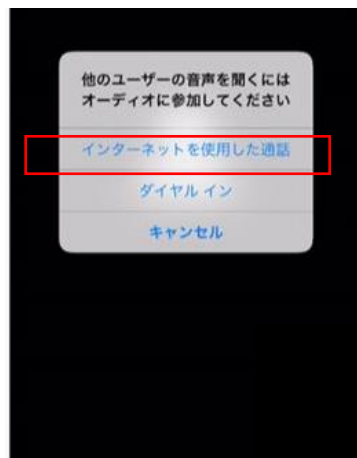 他のユーザーの音声を聞くには
オーディオに参加してください
インターネットを使用した通話
ダイヤル イン
キャンセル